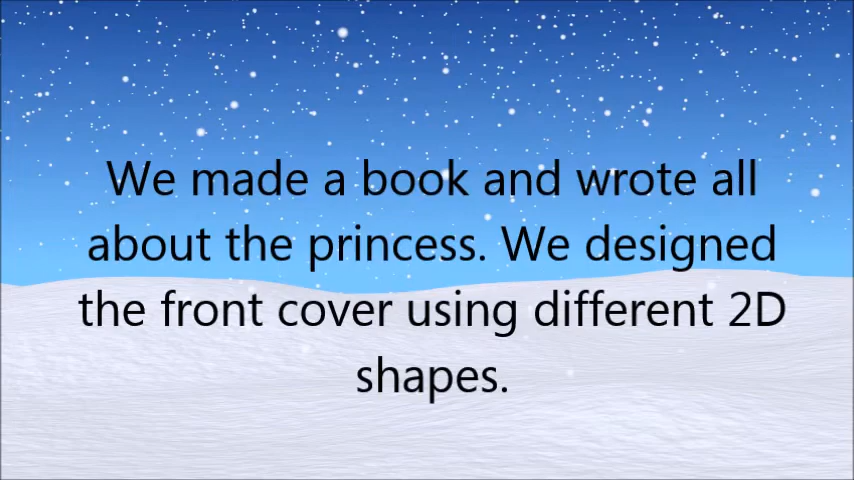 We made a book and wrote all
about the princess. We designed
the front cover using different 2D
shapes.